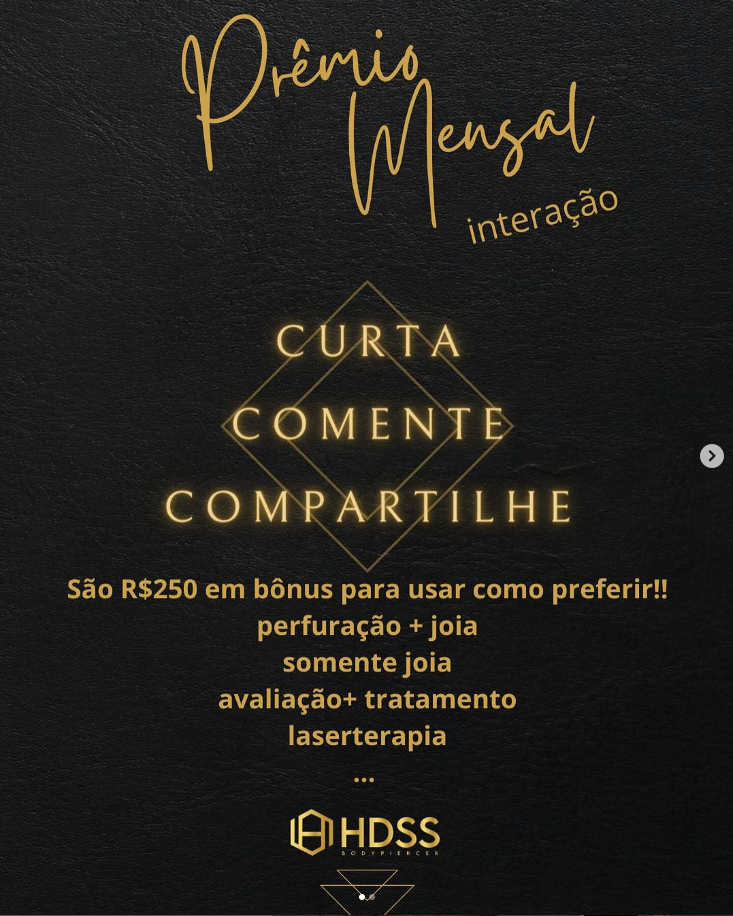 Prêmio
Mensal
interação
CURTA
COMENTE
COMPARTILHE
São R$250 em bônus para usar como preferir!!
perfuração + joia
somente joia
avaliação+ tratamento
laserterapia
...
HDSS
BODYPIERCER